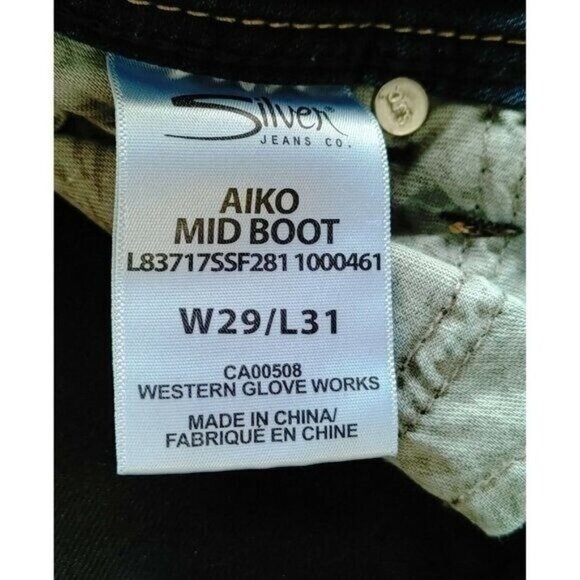 Silver
JEANS CO.
AIKO
MID BOOT
L83717SSF281 1000461
W29/L31
CA00508
WESTERN GLOVE WORKS
MADE IN CHINA/
FABRIQUÉ EN CHINE